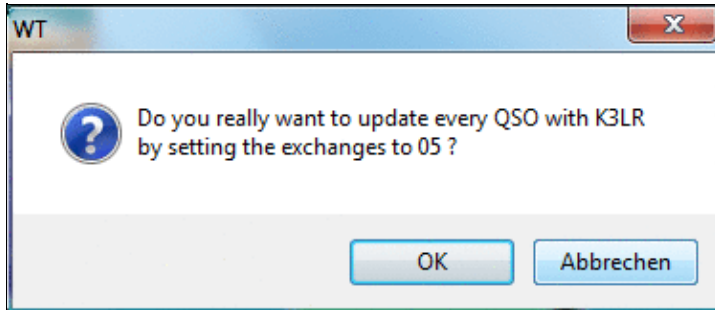 WT
Do you really want to update every QSO with K3LR
by setting the exchanges to 05 ?
OK
Abbrechen